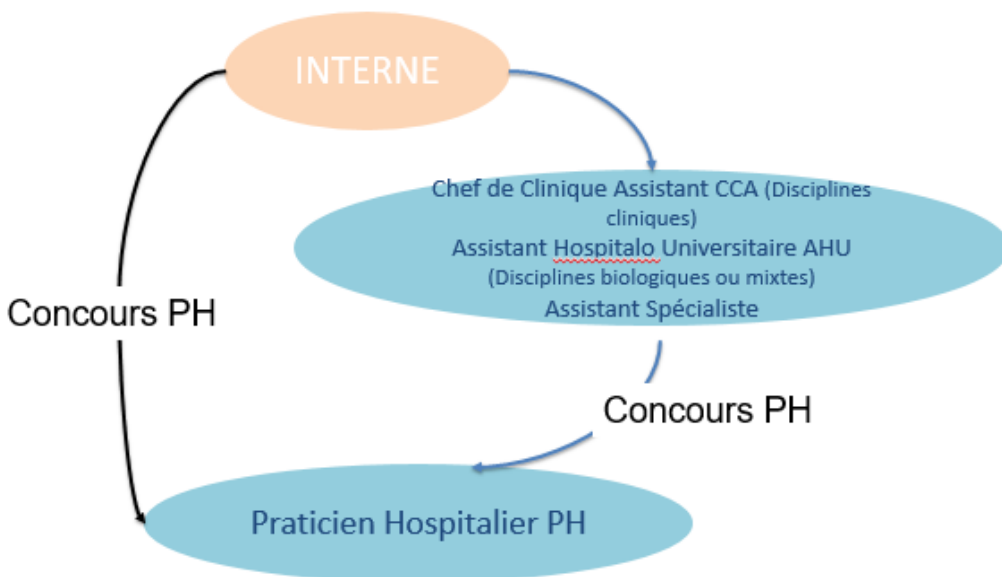 INTERNE
Chef de Clinique Assistant CCA (Disciplines
cliniques)
Assistant Hospitalo Universitaire AHU
(Disciplines biologiques ou mixtes)
Assistant Spécialiste
Concours PH
Concours PH
Praticien Hospitalier PH